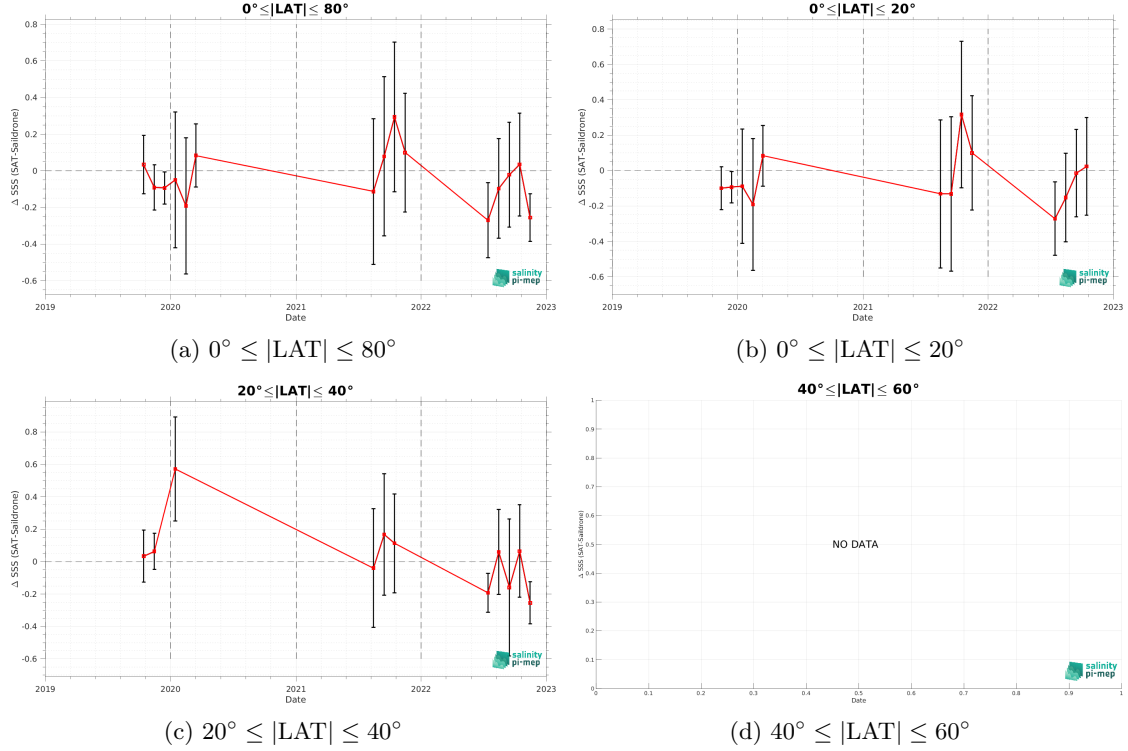 0°≤|LAT|≤ 80°
Δ SSS (SAT-Saildrone)
0.8
0.6
0.4
0.2
0
-0.2
-0.4
-0.6
2019 2020 2021 2022 2023
Date
salinity
pi-mep
(a) 0° ≤ |LAT| ≤ 80°
0°≤|LAT|≤ 20°
Δ SSS (SAT-Saildrone)
0.8
0.6
0.4
0.2
0
-0.2
-0.4
-0.6
2019 2020 2021 2022 2023
Date
salinity
pi-mep
(b) 0° ≤ |LAT| ≤ 20°
20°≤|LAT|≤ 40°
Δ SSS (SAT-Saildrone)
0.8
0.6
0.4
0.2
0
-0.2
-0.4
-0.6
2019 2020 2021 2022 2023
Date
salinity
pi-mep
(c) 20° ≤ |LAT| ≤ 40°
40°≤|LAT|≤ 60°
Δ SSS (SAT-Saildrone)
1
0.9
0.8
0.7
0.6
0.5
0.4
0.3
0.2
0.1
0
NO DATA
0 0.1 0.2 0.3 0.4 0.5 0.6 0.7 0.8 0.9 1
Date
salinity
pi-mep
(d) 40° ≤ |LAT| ≤ 60°